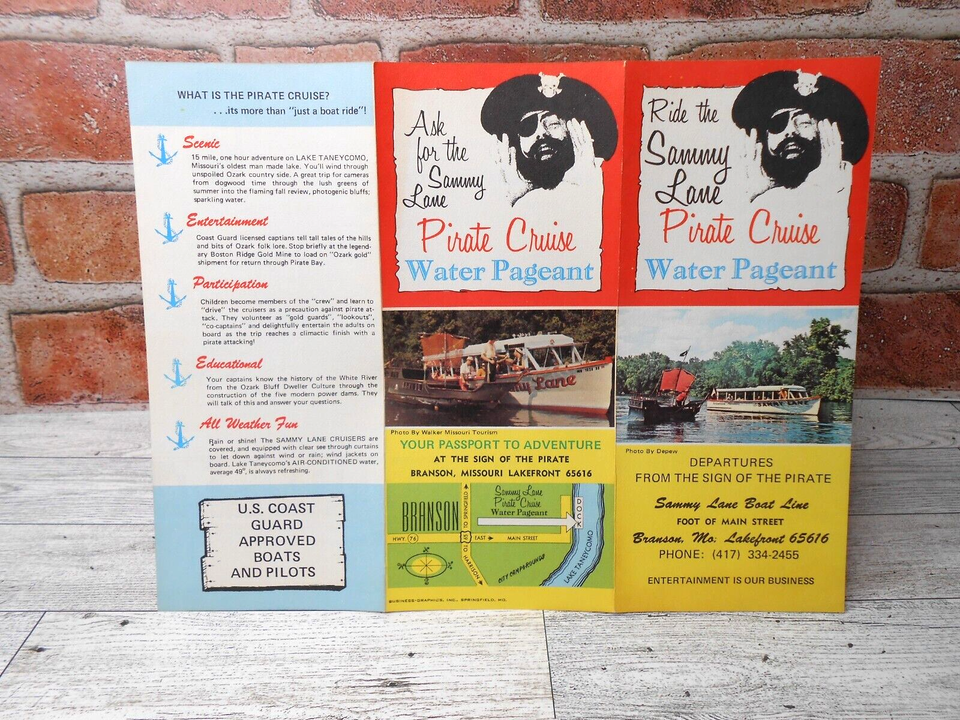 WHAT IS THE PIRATE CRUISE?
. . .its more than "just a boat ride"!
Scenic
15 mile, one hour adventure on LAKE TANEYCOMO,
Missouri's oldest man made lake. You'll wind through
unspoiled Ozark country side. A great trip for cameras
from dogwood time through the lush greens of
summer into the flaming fall review, photogenic bluffs;
sparkling water.
Entertainment
Coast Guard licensed captians tell tall tales of the hills
and bits of Ozark folk lore. Stop briefly at the legend-
ary Boston Ridge Gold Mine to load on "Ozark gold"
shipment for return through Pirate Bay.
Participation
Children become members of the "crew" and learn to
"drive" the cruisers as a precaution against pirate at-
tack. They volunteer as "gold guards", "lookouts",
"co-captains" and delightfully entertain the adults on
board as the trip reaches a climactic finish with a
pirate attacking!
Educational
Your captains know the history of the White River
from the Ozark Bluff Dweller Culture through the
construction of the five modern power dams. They
will talk of this and answer your questions.
All Weather Fun
Rain or shine! The SAMMY LANE CRUISERS are
covered, and equipped with clear see through curtains
to let down against wind or rain; wind jackets on
board. Lake Taneycomo's AIR-CONDITIONED water,
average 49°, is always refreshing.
U.S. COAST
GUARD
APPROVED
BOATS
AND PILOTS
Ask
for the
Sammy
Lane
Pirate Cruise
Water Pageant
my Lane
Photo By Walker Missouri Tourism
YOUR PASSPORT TO ADVENTURE
AT THE SIGN OF THE PIRATE
BRANSON, MISSOURI LAKEFRONT 65616
BRANSON
TO SPRINGFIELD
Sammy Lane
Pirate Cruise
Water Pageant
DOCK
HWY. 76
65
EAST
MAIN STREET
TO HARRISON
CITY CAMPGROUNDS
LAKE TANEYCOMO
BUSINESS-GRAPHICS, INC., SPRINGFIELD, MO.
Ride the
Sammy
Lane
Pirate Cruise
Water Pageant
Photo By Depew
DEPARTURES
FROM THE SIGN OF THE PIRATE
Sammy Lane Boat Line
FOOT OF MAIN STREET
Branson, Mo. Lakefront 65616
PHONE: (417) 334-2455
ENTERTAINMENT IS OUR BUSINESS